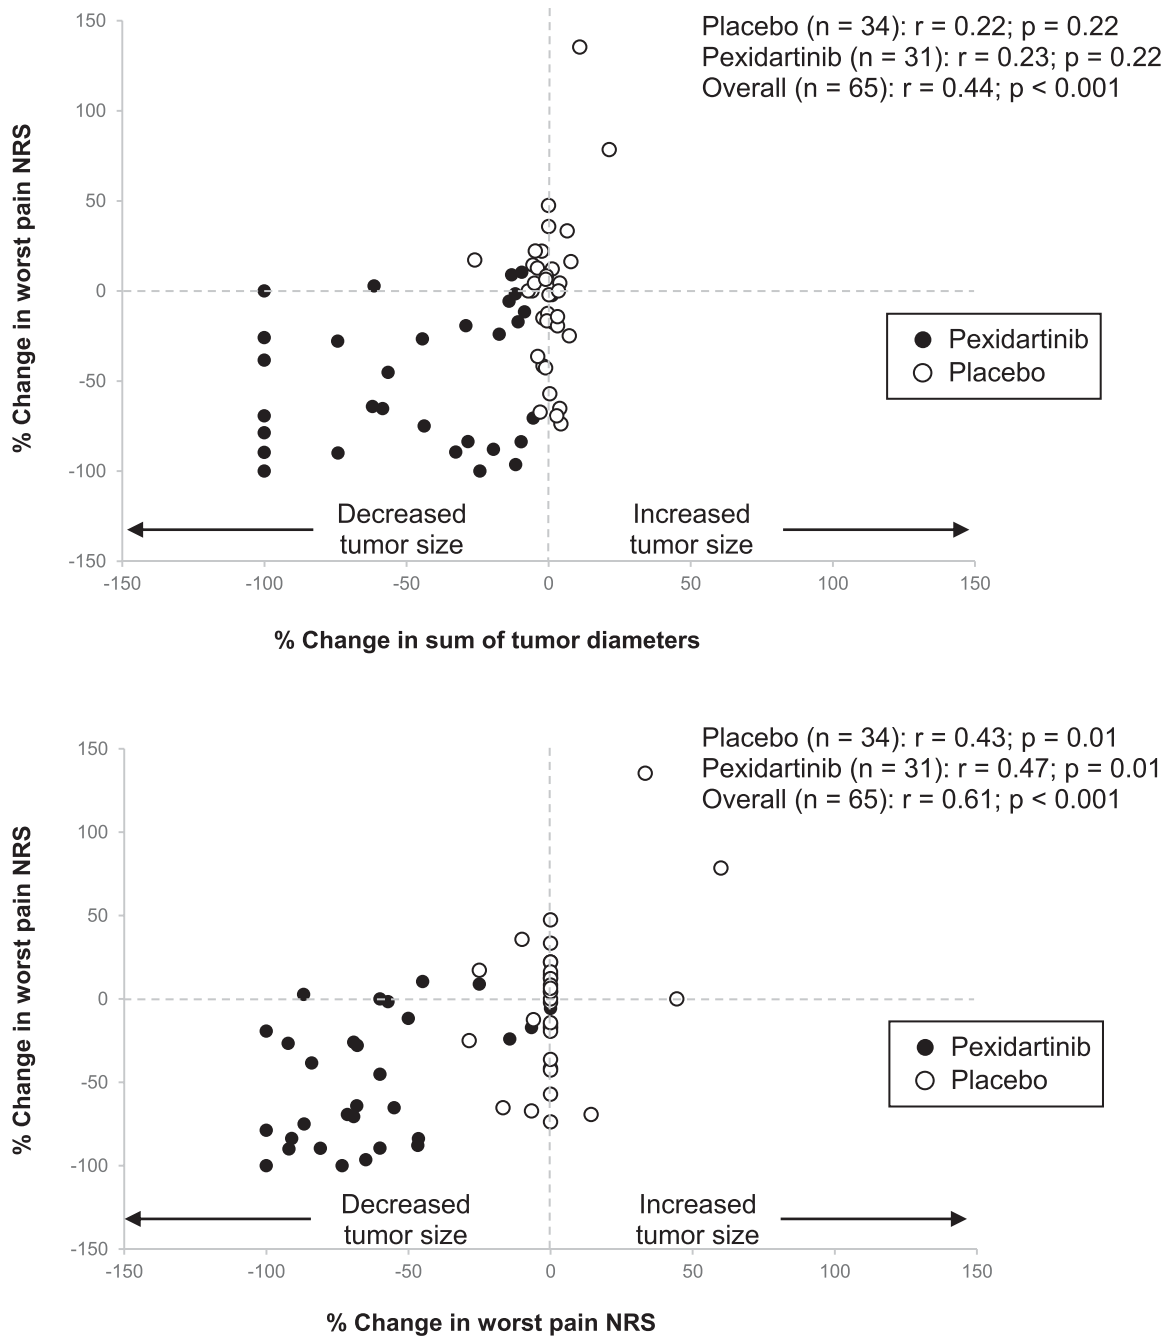 Placebo (n = 34): r = 0.22; p = 0.22
Pexidartinib (n = 31): r = 0.23; p = 0.22
Overall (n = 65): r = 0.44; p < 0.001
% Change in worst pain NRS
150
100
50
0
-50
-100
-150
Pexidartinib
Placebo
Decreased
tumor size
Increased
tumor size
-150
-100
-50
0
50
100
150
% Change in sum of tumor diameters
Placebo (n = 34): r = 0.43; p = 0.01
Pexidartinib (n = 31): r = 0.47; p = 0.01
Overall (n = 65): r = 0.61; p < 0.001
% Change in worst pain NRS
150
100
50
0
-50
-100
-150
Pexidartinib
Placebo
Decreased
tumor size
Increased
tumor size
-150
-100
-50
0
50
100
150
% Change in worst pain NRS